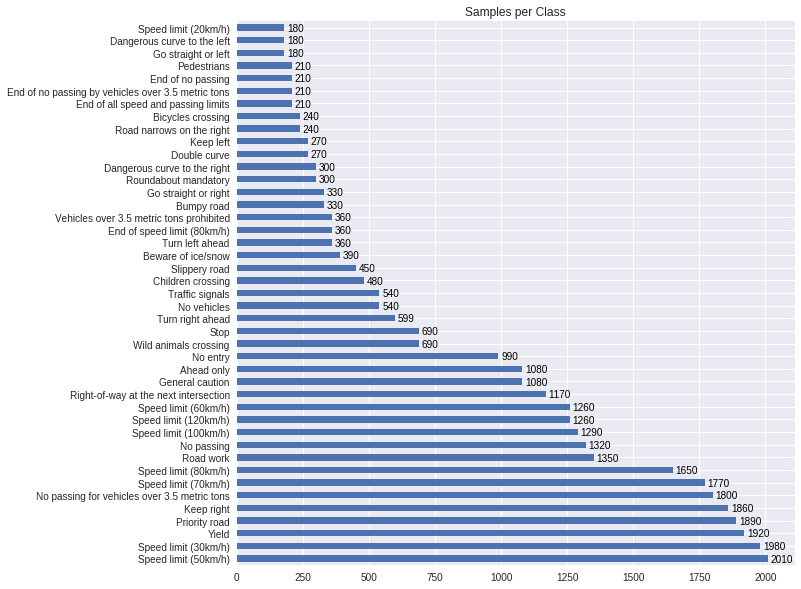 Samples per Class
Speed limit (20km/h) 180
Dangerous curve to the left 180
Go straight or left 180
Pedestrians 210
End of no passing 210
End of no passing by vehicles over 3.5 metric tons 210
End of all speed and passing limits 210
Bicycles crossing 240
Road narrows on the right 240
Keep left 270
Double curve 270
Dangerous curve to the right 300
Roundabout mandatory 300
Go straight or right 330
Bumpy road 330
Vehicles over 3.5 metric tons prohibited 360
End of speed limit (80km/h) 360
Turn left ahead 360
Beware of ice/snow 390
Slippery road 450
Children crossing 480
Traffic signals 540
No vehicles 540
Turn right ahead 599
Stop 690
Wild animals crossing 690
No entry 990
Ahead only 1080
General caution 1080
Right-of-way at the next intersection 1170
Speed limit (60km/h) 1260
Speed limit (120km/h) 1260
Speed limit (100km/h) 1290
No passing 1320
Road work 1350
Speed limit (80km/h) 1650
Speed limit (70km/h) 1770
No passing for vehicles over 3.5 metric tons 1800
Keep right 1860
Priority road 1890
Yield 1920
Speed limit (30km/h) 1980
Speed limit (50km/h) 2010
0 250 500 750 1000 1250 1500 1750 2000